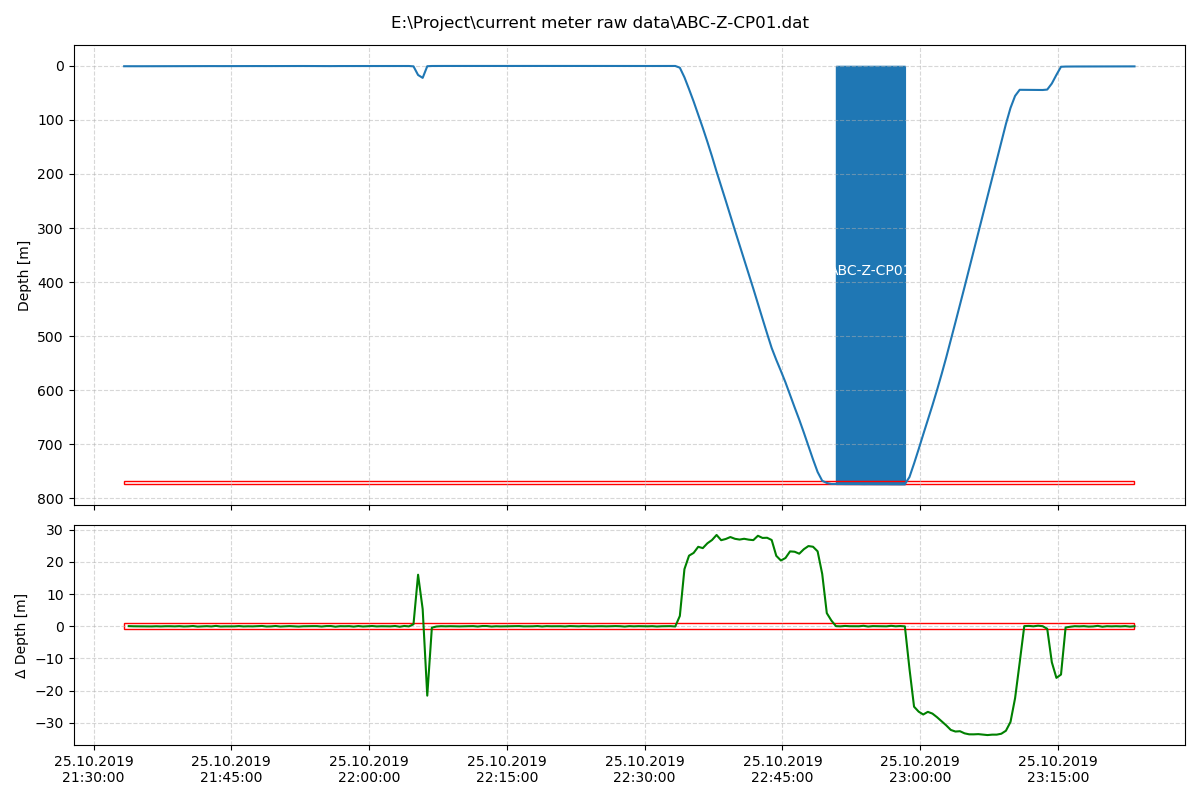 E:\Project\current meter raw data\ABC-Z-CP01.dat
Depth [m]
0
100
200
300
400
500
600
700
800
ABC-Z-CP01
Δ Depth [m]
30
20
10
0
−10
−20
−30
25.10.2019 25.10.2019 25.10.2019 25.10.2019 25.10.2019 25.10.2019 25.10.2019 25.10.2019
21:30:00 21:45:00 22:00:00 22:15:00 22:30:00 22:45:00 23:00:00 23:15:00